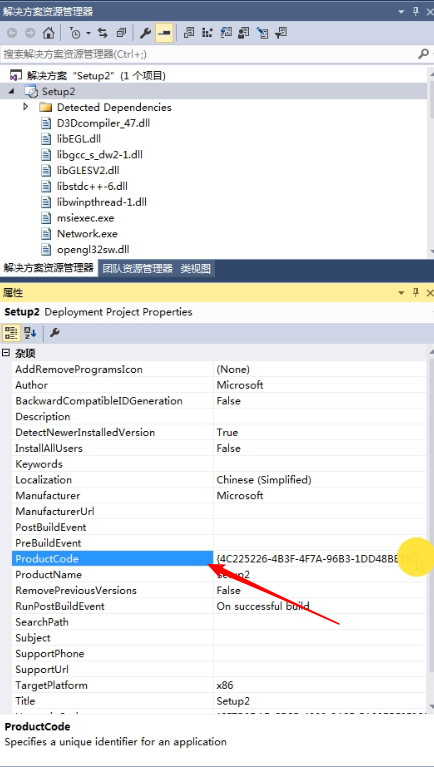 解决方案资源管理器
搜索解决方案资源管理器(Ctrl+;)
解决方案 "Setup2" (1 个项目)
Setup2
Detected Dependencies
D3Dcompiler_47.dll
libEGL.dll
libgcc_s_dw2-1.dll
libGLESV2.dll
libstdc++-6.dll
libwinpthread-1.dll
msiexec.exe
Network.exe
opengl32sw.dll
解决方案资源管理器 团队资源管理器 类视图
属性
Setup2 Deployment Project Properties
杂项
AddRemoveProgramsIcon (None)
Author Microsoft
BackwardCompatibleIDGeneration False
Description
DetectNewerInstalledVersion True
InstallAllUsers False
Keywords
Localization Chinese (Simplified)
Manufacturer Microsoft
ManufacturerUrl
PostBuildEvent
PreBuildEvent
ProductCode {4C225226-4B3F-4F7A-96B3-1DD48BE
ProductName Setup2
RemovePreviousVersions False
RunPostBuildEvent On successful build
SearchPath
Subject
SupportPhone
SupportUrl
TargetPlatform x86
Title Setup2
ProductCode
Specifies a unique identifier for an application